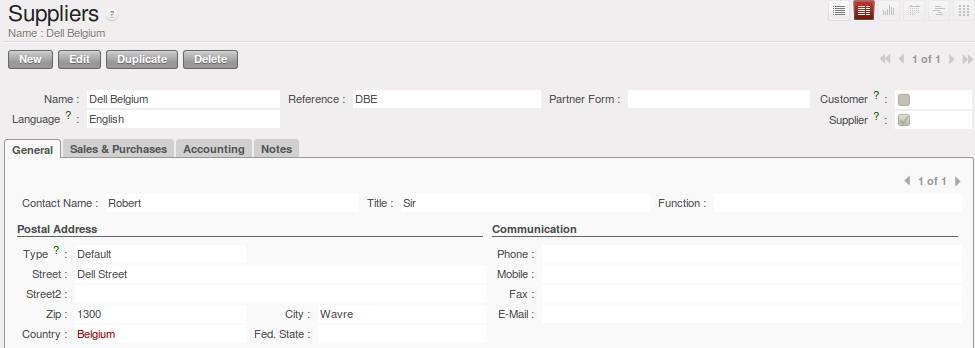 Suppliers ?
Name : Dell Belgium
New Edit Duplicate Delete 1 of 1
Name : Dell Belgium Reference : DBE Partner Form : Customer ? :
Language ? : English Supplier ? :
General Sales & Purchases Accounting Notes
1 of 1
Contact Name : Robert Title : Sir Function :
Postal Address Communication
Type ? : Default Phone :
Street : Dell Street Mobile :
Street2 : Fax :
Zip : 1300 City : Wavre E-Mail :
Country : Belgium Fed. State :